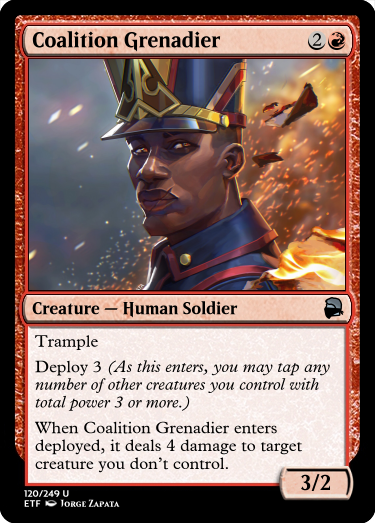 Coalition Grenadier 2
Creature — Human Soldier
Trample
Deploy 3 (As this enters, you may tap any
number of other creatures you control with
total power 3 or more.)
When Coalition Grenadier enters
deployed, it deals 4 damage to target
creature you don't control.
3/2
120/249 U
ETF Jorge Zapata